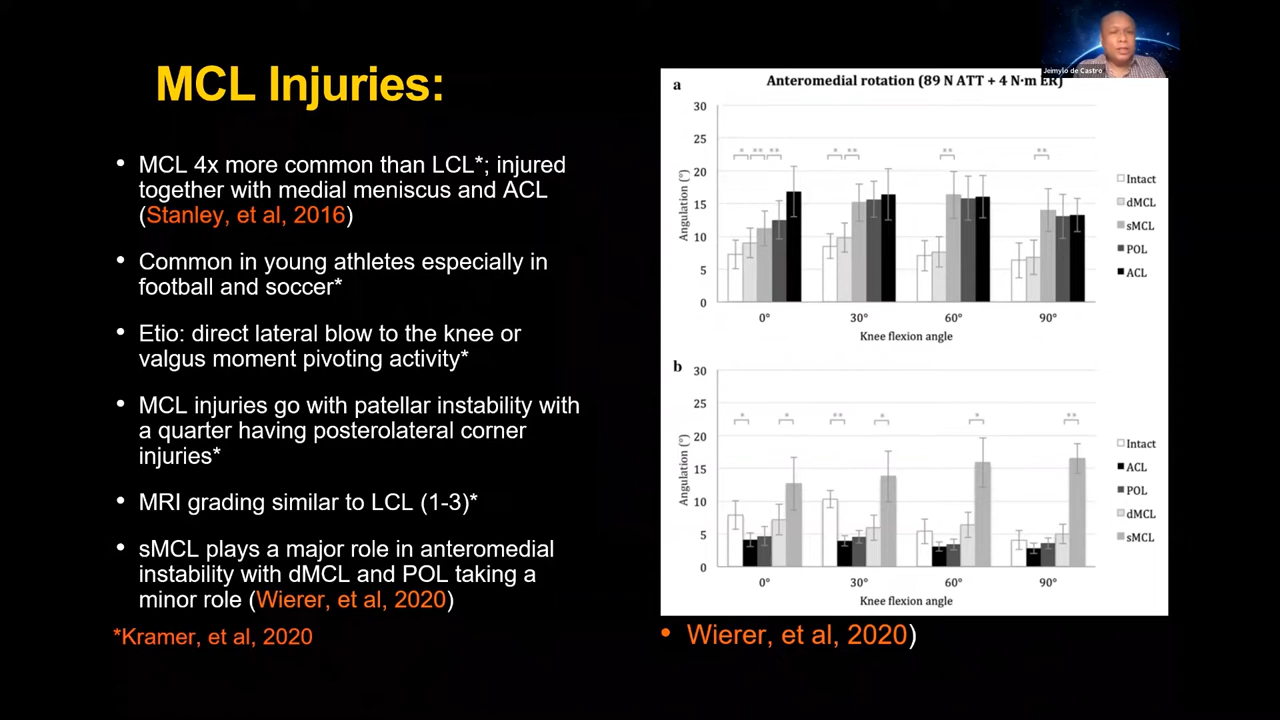 MCL Injuries:
• MCL 4x more common than LCL*; injured
together with medial meniscus and ACL
(Stanley, et al, 2016)
• Common in young athletes especially in
football and soccer*
• Etio: direct lateral blow to the knee or
valgus moment pivoting activity*
• MCL injuries go with patellar instability with
a quarter having posterolateral corner
injuries*
• MRI grading similar to LCL (1-3)*
• sMCL plays a major role in anteromedial
instability with dMCL and POL taking a
minor role (Wierer, et al, 2020)
*Kramer, et al, 2020
Jeimylo de Castro
a
Anteromedial rotation (89 N ATT + 4 N·m ER)
30
25
20
15
10
5
0
Angulation (°)
* ** **
* **
**
**
0°
30°
60°
90°
Knee flexion angle
Intact
dMCL
sMCL
POL
ACL
b
30
25
20
15
10
5
0
Angulation (°)
* *
** *
*
**
0°
30°
60°
90°
Knee flexion angle
Intact
ACL
POL
dMCL
sMCL
• Wierer, et al, 2020)